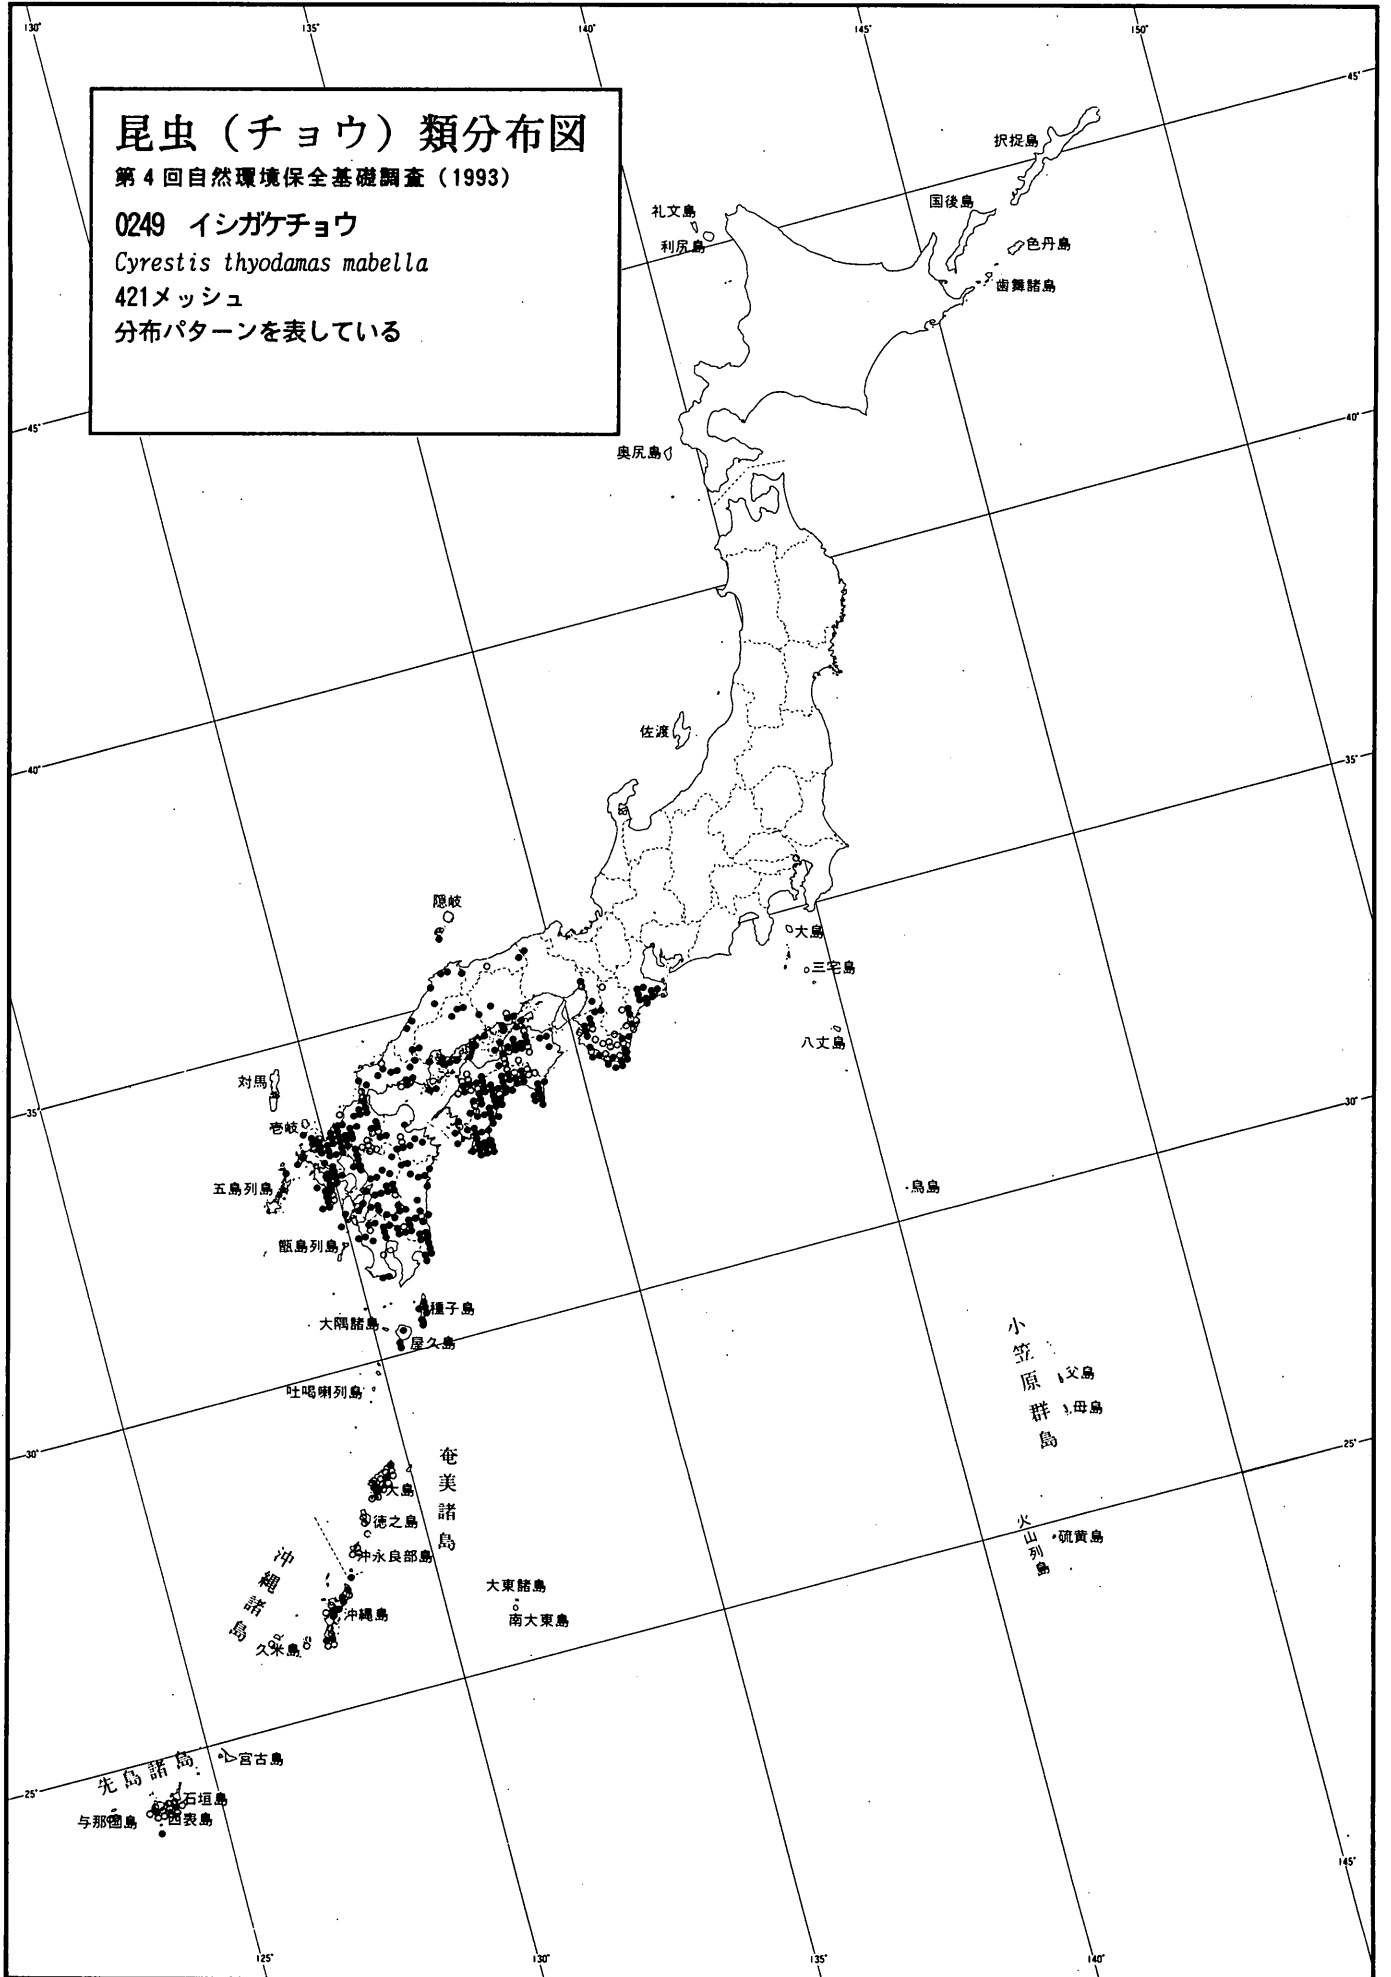 130°
135°
140°
145°
150°
昆虫（チョウ）類分布図
第４回自然環境保全基礎調査（1993）
0249 イシガケチョウ
Cyrestis thyodamas mabella
421メッシュ
分布パターンを表している
45°
択捉島
国後島
礼文島
利尻島
色丹島
歯舞諸島
40°
45°
奥尻島
佐渡
35°
40°
隠岐
大島
三宅島
八丈島
対馬
35°
壱岐
30°
五島列島
鳥島
甑島列島
種子島
大隅諸島
屋久島
小笠原群島
父島
母島
吐噶喇列島
30°
25°
奄美諸島
大島
徳之島
火山列島
硫黄島
沖永良部島
沖縄諸島
大東諸島
南大東島
沖縄島
久米島
先島諸島
宮古島
25°
石垣島
与那国島
西表島
145°
125°
130°
135°
140°